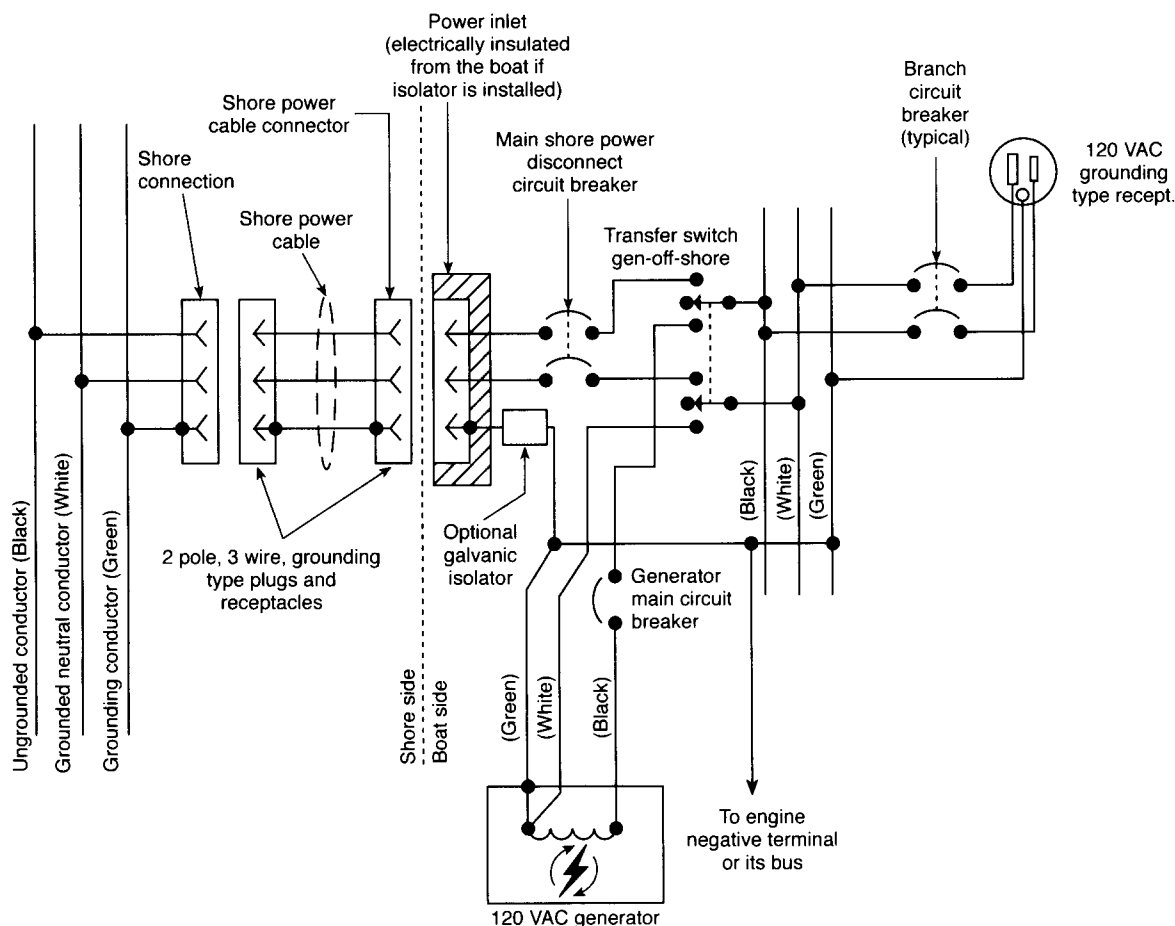 Power inlet
(electrically insulated
from the boat if
isolator is installed)
Shore power
cable connector
Main shore power
disconnect
circuit breaker
Branch
circuit
breaker
(typical)
120 VAC
grounding
type recept.
Shore
connection
Shore power
cable
Transfer switch
gen-off-shore
Ungrounded conductor (Black)
Grounded neutral conductor (White)
Grounding conductor (Green)
2 pole, 3 wire, grounding
type plugs and
receptacles
Shore side
Boat side
Optional
galvanic
isolator
(Black)
(White)
(Green)
Generator
main circuit
breaker
(Green)
(White)
(Black)
To engine
negative terminal
or its bus
120 VAC generator